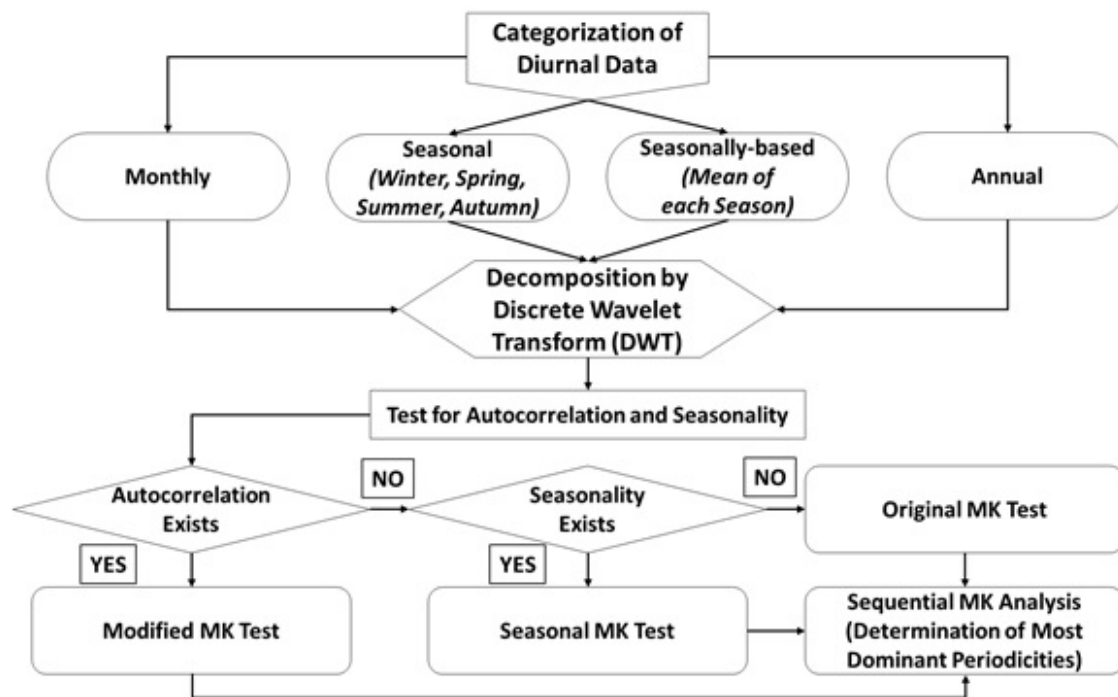 Categorization of
Diurnal Data
Monthly
Seasonal
(Winter, Spring,
Summer, Autumn)
Seasonally-based
(Mean of
each Season)
Annual
Decomposition by
Discrete Wavelet
Transform (DWT)
Test for Autocorrelation and Seasonality
Autocorrelation
Exists
NO
Seasonality
Exists
NO
Original MK Test
YES
YES
Modified MK Test
Seasonal MK Test
Sequential MK Analysis
(Determination of Most
Dominant Periodicities)